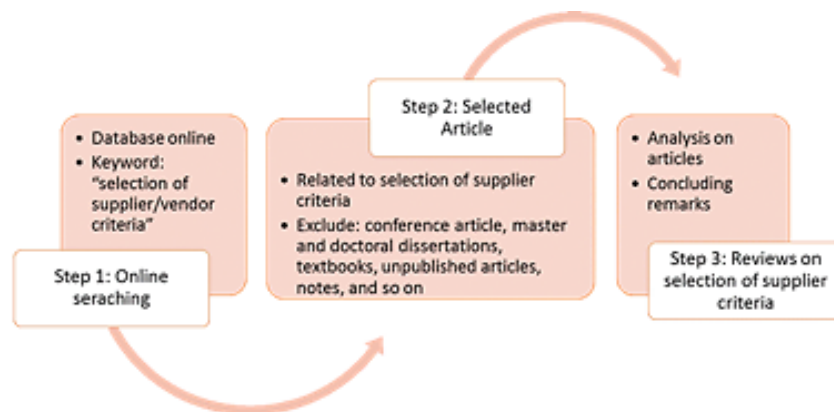 • Database online
• Keyword:
"selection of
supplier/vendor
criteria"
Step 1: Online
seraching
Step 2: Selected
Article
• Related to selection of supplier
criteria
• Exclude: conference article, master
and doctoral dissertations,
textbooks, unpublished articles,
notes, and so on
• Analysis on
articles
• Concluding
remarks
Step 3: Reviews on
selection of supplier
criteria